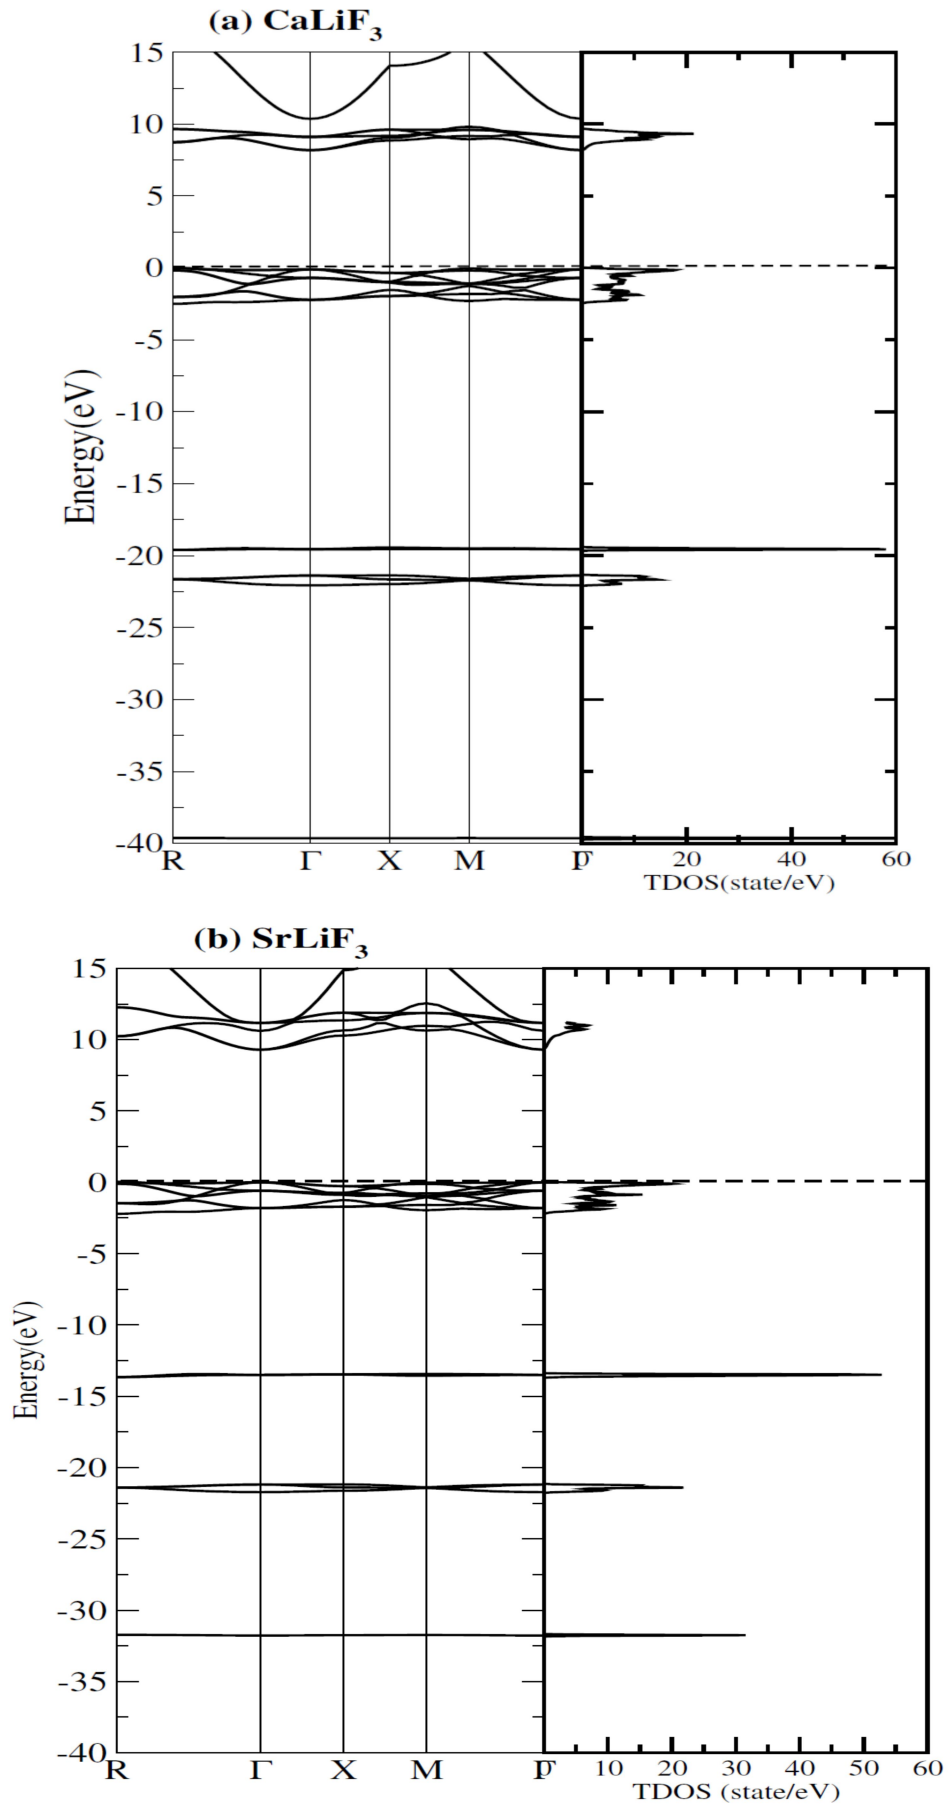 (a) CaLiF3
15
10
5
0
-5
-10
-15
-20
-25
-30
-35
-40
Energy(eV)
R Γ X M Γ
0 20 40 60
TDOS(state/eV)
(b) SrLiF3
15
10
5
0
-5
-10
-15
-20
-25
-30
-35
-40
Energy(eV)
R Γ X M Γ
0 10 20 30 40 50 60
TDOS (state/eV)